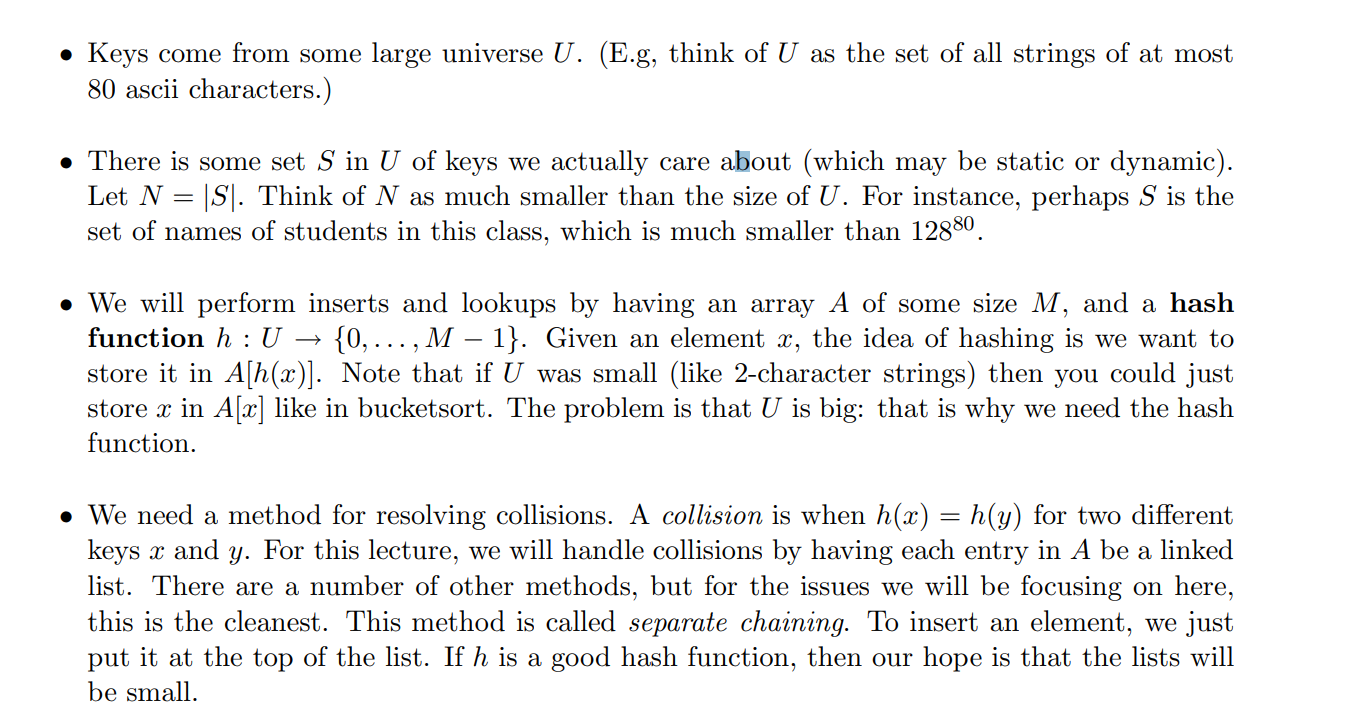 • Keys come from some large universe U. (E.g, think of U as the set of all strings of at most
80 ascii characters.)
• There is some set S in U of keys we actually care about (which may be static or dynamic).
Let N = |S|. Think of N as much smaller than the size of U. For instance, perhaps S is the
set of names of students in this class, which is much smaller than 128⁸⁰.
• We will perform inserts and lookups by having an array A of some size M, and a hash
function h : U → {0, . . . , M − 1}. Given an element x, the idea of hashing is we want to
store it in A[h(x)]. Note that if U was small (like 2-character strings) then you could just
store x in A[x] like in bucketsort. The problem is that U is big: that is why we need the hash
function.
• We need a method for resolving collisions. A collision is when h(x) = h(y) for two different
keys x and y. For this lecture, we will handle collisions by having each entry in A be a linked
list. There are a number of other methods, but for the issues we will be focusing on here,
this is the cleanest. This method is called separate chaining. To insert an element, we just
put it at the top of the list. If h is a good hash function, then our hope is that the lists will
be small.